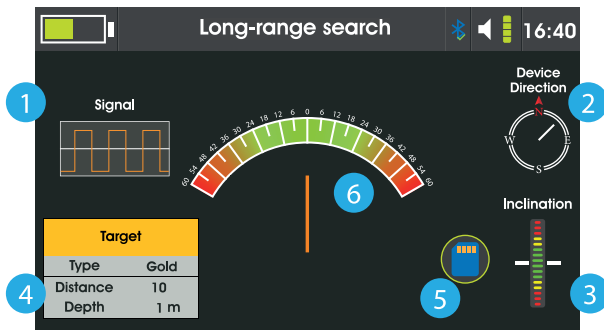 Long-range search
16:40
1
Signal
Device
Direction
2
N
W
E
S
60 54 48 42 36 30 24 18 12 6 0 6 12 18 24 30 36 42 48 54 60
6
Target
Type Gold
Distance 10
Depth 1 m
4
5
Inclination
3